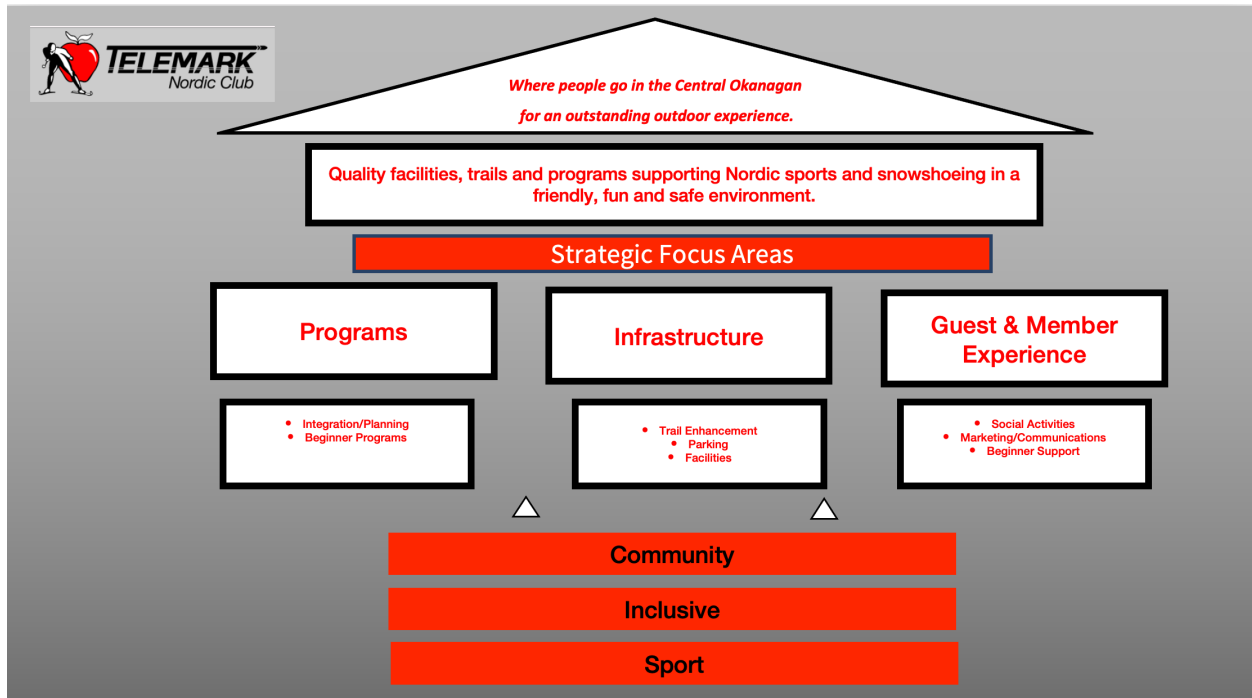 TELEMARK
Nordic Club
Where people go in the Central Okanagan
for an outstanding outdoor experience.
Quality facilities, trails and programs supporting Nordic sports and snowshoeing in a
friendly, fun and safe environment.
Strategic Focus Areas
Programs
Infrastructure
Guest & Member
Experience
• Integration/Planning
• Beginner Programs
• Trail Enhancement
• Parking
• Facilities
• Social Activities
• Marketing/Communications
• Beginner Support
Community
Inclusive
Sport